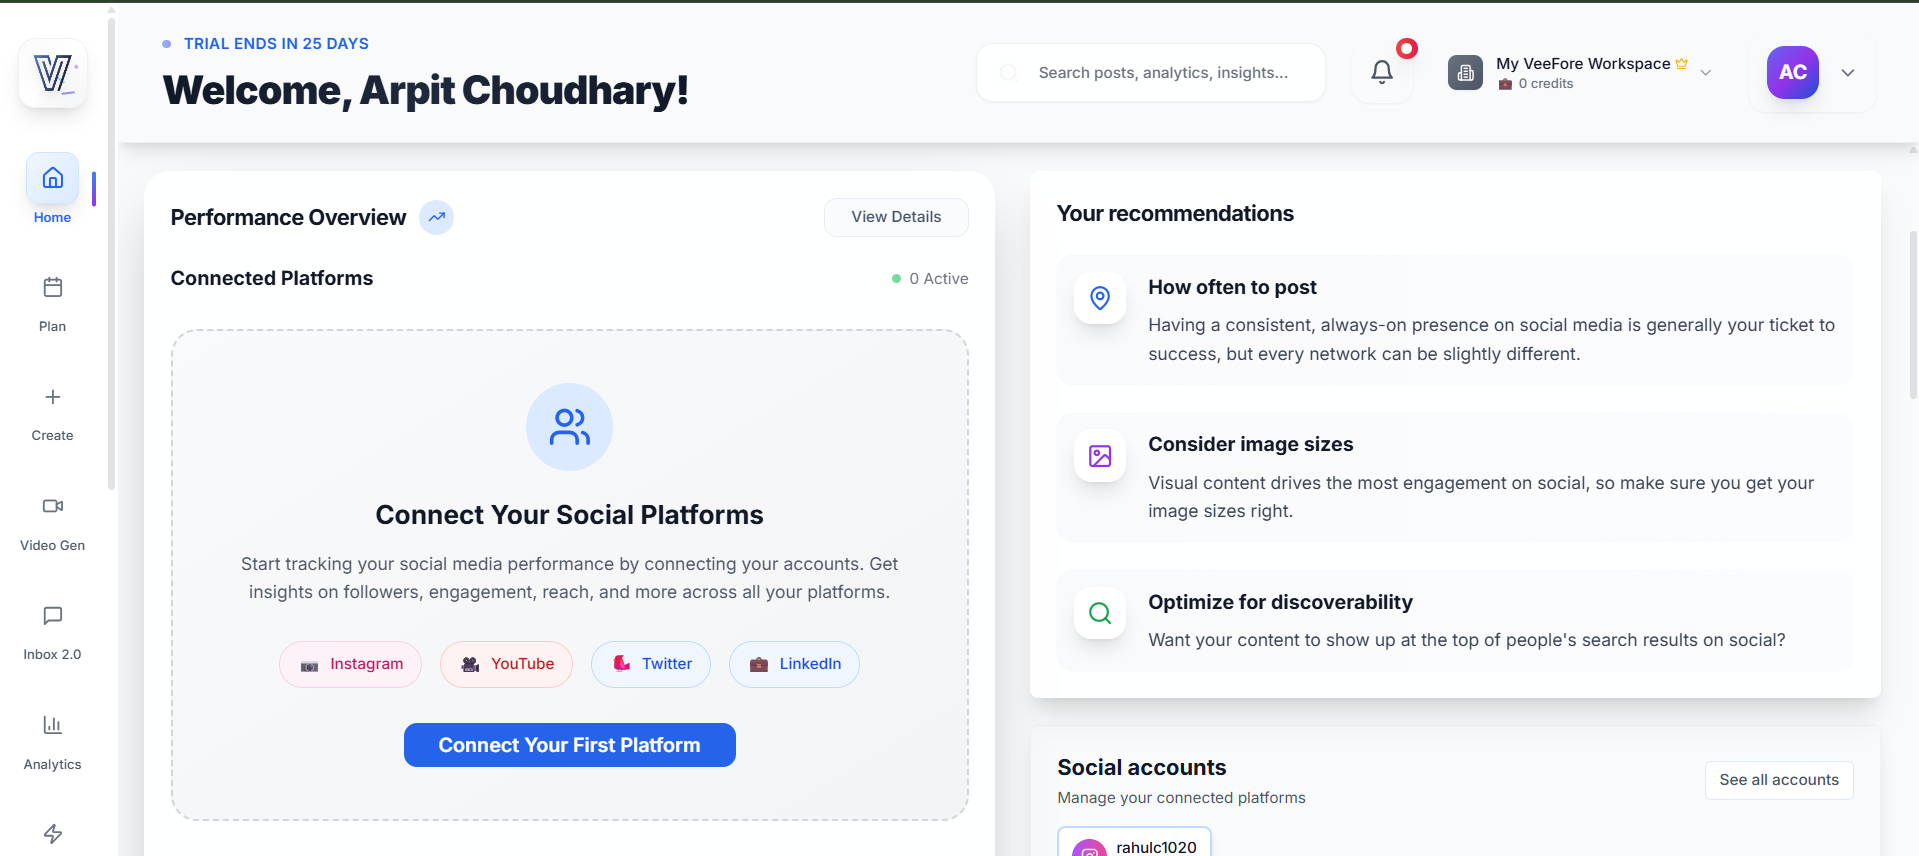 TRIAL ENDS IN 25 DAYS
Welcome, Arpit Choudhary!
Search posts, analytics, insights...
My VeeFore Workspace
0 credits
AC
Home
Plan
Create
Video Gen
Inbox 2.0
Analytics
Performance Overview
View Details
Connected Platforms
0 Active
Connect Your Social Platforms
Start tracking your social media performance by connecting your accounts. Get
insights on followers, engagement, reach, and more across all your platforms.
Instagram
YouTube
Twitter
LinkedIn
Connect Your First Platform
Your recommendations
How often to post
Having a consistent, always-on presence on social media is generally your ticket to
success, but every network can be slightly different.
Consider image sizes
Visual content drives the most engagement on social, so make sure you get your
image sizes right.
Optimize for discoverability
Want your content to show up at the top of people's search results on social?
Social accounts
Manage your connected platforms
See all accounts
rahulc1020